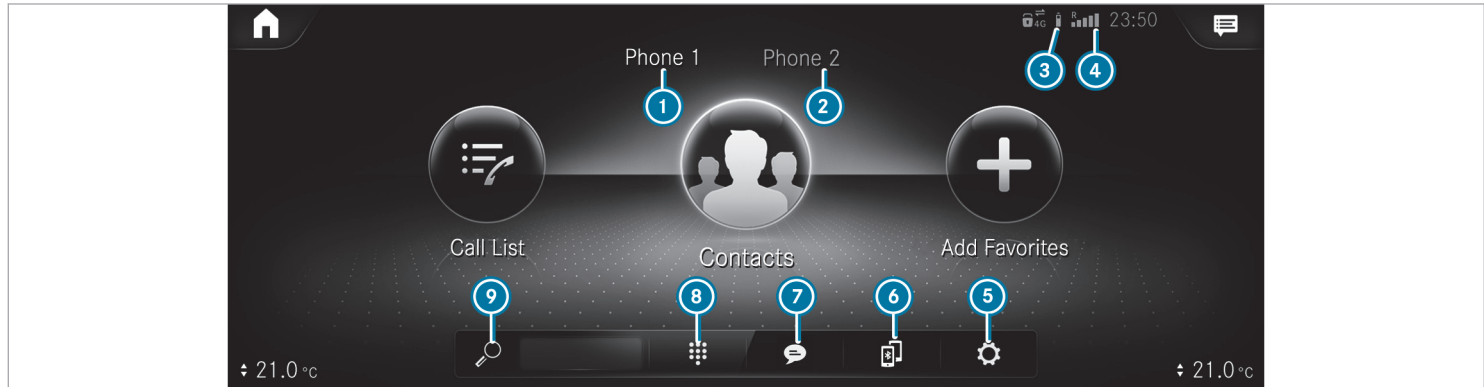 4G R 23:50
Phone 1 Phone 2
3 4
1 2
Call List Contacts Add Favorites
9 8 7 6 5
21.0 °C 21.0 °C